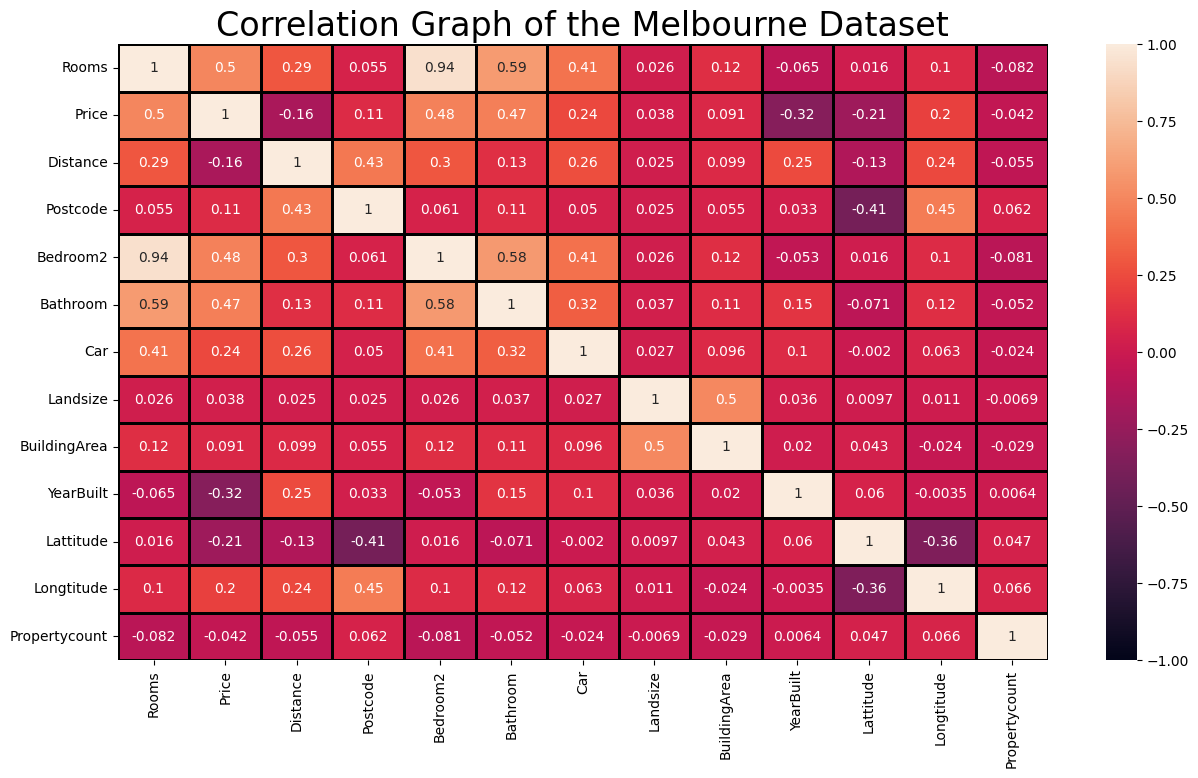 Correlation Graph of the Melbourne Dataset
Rooms 1 0.5 0.29 0.055 0.94 0.59 0.41 0.026 0.12 -0.065 0.016 0.1 -0.082
Price 0.5 1 -0.16 0.11 0.48 0.47 0.24 0.038 0.091 -0.32 -0.21 0.2 -0.042
Distance 0.29 -0.16 1 0.43 0.3 0.13 0.26 0.025 0.099 0.25 -0.13 0.24 -0.055
Postcode 0.055 0.11 0.43 1 0.061 0.11 0.05 0.025 0.055 0.033 -0.41 0.45 0.062
Bedroom2 0.94 0.48 0.3 0.061 1 0.58 0.41 0.026 0.12 -0.053 0.016 0.1 -0.081
Bathroom 0.59 0.47 0.13 0.11 0.58 1 0.32 0.037 0.11 0.15 -0.071 0.12 -0.052
Car 0.41 0.24 0.26 0.05 0.41 0.32 1 0.027 0.096 0.1 -0.002 0.063 -0.024
Landsize 0.026 0.038 0.025 0.025 0.026 0.037 0.027 1 0.5 0.036 0.0097 0.011 -0.0069
BuildingArea 0.12 0.091 0.099 0.055 0.12 0.11 0.096 0.5 1 0.02 0.043 -0.024 -0.029
YearBuilt -0.065 -0.32 0.25 0.033 -0.053 0.15 0.1 0.036 0.02 1 0.06 -0.0035 0.0064
Lattitude 0.016 -0.21 -0.13 -0.41 0.016 -0.071 -0.002 0.0097 0.043 0.06 1 -0.36 0.047
Longtitude 0.1 0.2 0.24 0.45 0.1 0.12 0.063 0.011 -0.024 -0.0035 -0.36 1 0.066
Propertycount -0.082 -0.042 -0.055 0.062 -0.081 -0.052 -0.024 -0.0069 -0.029 0.0064 0.047 0.066 1
Rooms
Price
Distance
Postcode
Bedroom2
Bathroom
Car
Landsize
BuildingArea
YearBuilt
Lattitude
Longtitude
Propertycount
1.00
0.75
0.50
0.25
0.00
−0.25
−0.50
−0.75
−1.00